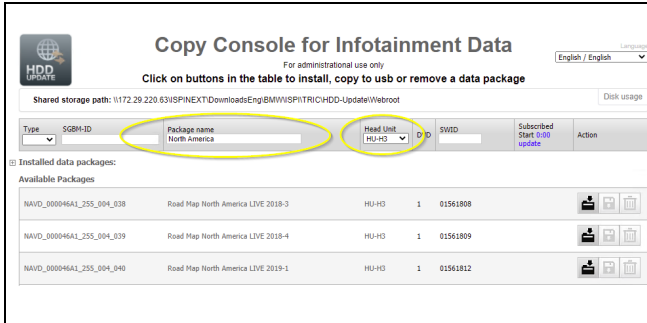 HDD
UPDATE
Copy Console for Infotainment Data
For administrational use only
Click on buttons in the table to install, copy to usb or remove a data package
Language
English / English
Shared storage path: \\172.29.220.63\ISPINEXT\DownloadsEng\BMW\ISPI\TRIC\HDD-Update\Webroot
Disk usage
Type SGBM-ID Package name Head Unit DVD SWID Subscribed Start 0:00 update Action
North America HU-H3
Installed data packages:
Available Packages
NAVD_000046A1_255_004_038 Road Map North America LIVE 2018-3 HU-H3 1 01561808
NAVD_000046A1_255_004_039 Road Map North America LIVE 2018-4 HU-H3 1 01561809
NAVD_000046A1_255_004_040 Road Map North America LIVE 2019-1 HU-H3 1 01561812